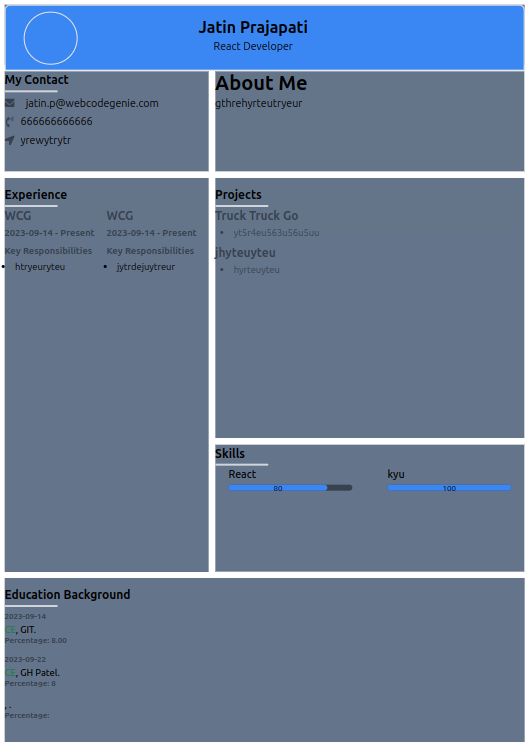 Jatin Prajapati
React Developer
My Contact
jatin.p@webcodegenie.com
666666666666
yrewytrytr
About Me
gthrehyrteutryeur
Experience
WCG
2023-09-14 - Present
Key Responsibilities
• htryeuryteu
WCG
2023-09-14 - Present
Key Responsibilities
• jytrdejuytreur
Projects
Truck Truck Go
• yt5r4eu563u56u5uu
jhyteuyteu
• hyrteuyteu
Skills
React
80
kyu
100
Education Background
2023-09-14
CE, GIT.
Percentage: 8.00
2023-09-22
CE, GH Patel.
Percentage: 8
, .
Percentage: